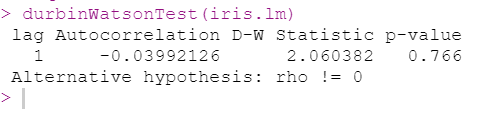 > durbinWatsonTest(iris.lm)
lag Autocorrelation D-W Statistic p-value
1 -0.03992126 2.060382 0.766
Alternative hypothesis: rho != 0
>